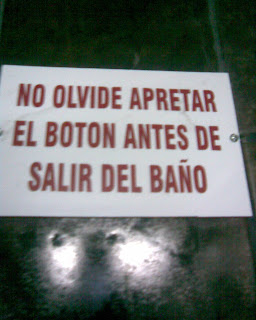 NO OLVIDE APRETAR
EL BOTON ANTES DE
SALIR DEL BAÑO